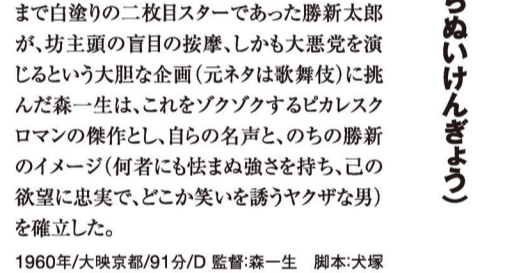 ちぬいけんぎょう）
まで白塗りの二枚目スターであった勝新太郎
が、坊主頭の盲目の按摩、しかも大悪党を演
じるという大胆な企画（元ネタは歌舞伎）に挑
んだ森一生は、これをゾクゾクするピカレスク
ロマンの傑作とし、自らの名声と、のちの勝新
のイメージ（何者にも怯まぬ強さを持ち、己の
欲望に忠実で、どこか笑いを誘うヤクザな男）
を確立した。
1960年/大映京都/91分/D 監督:森一生　脚本:犬塚